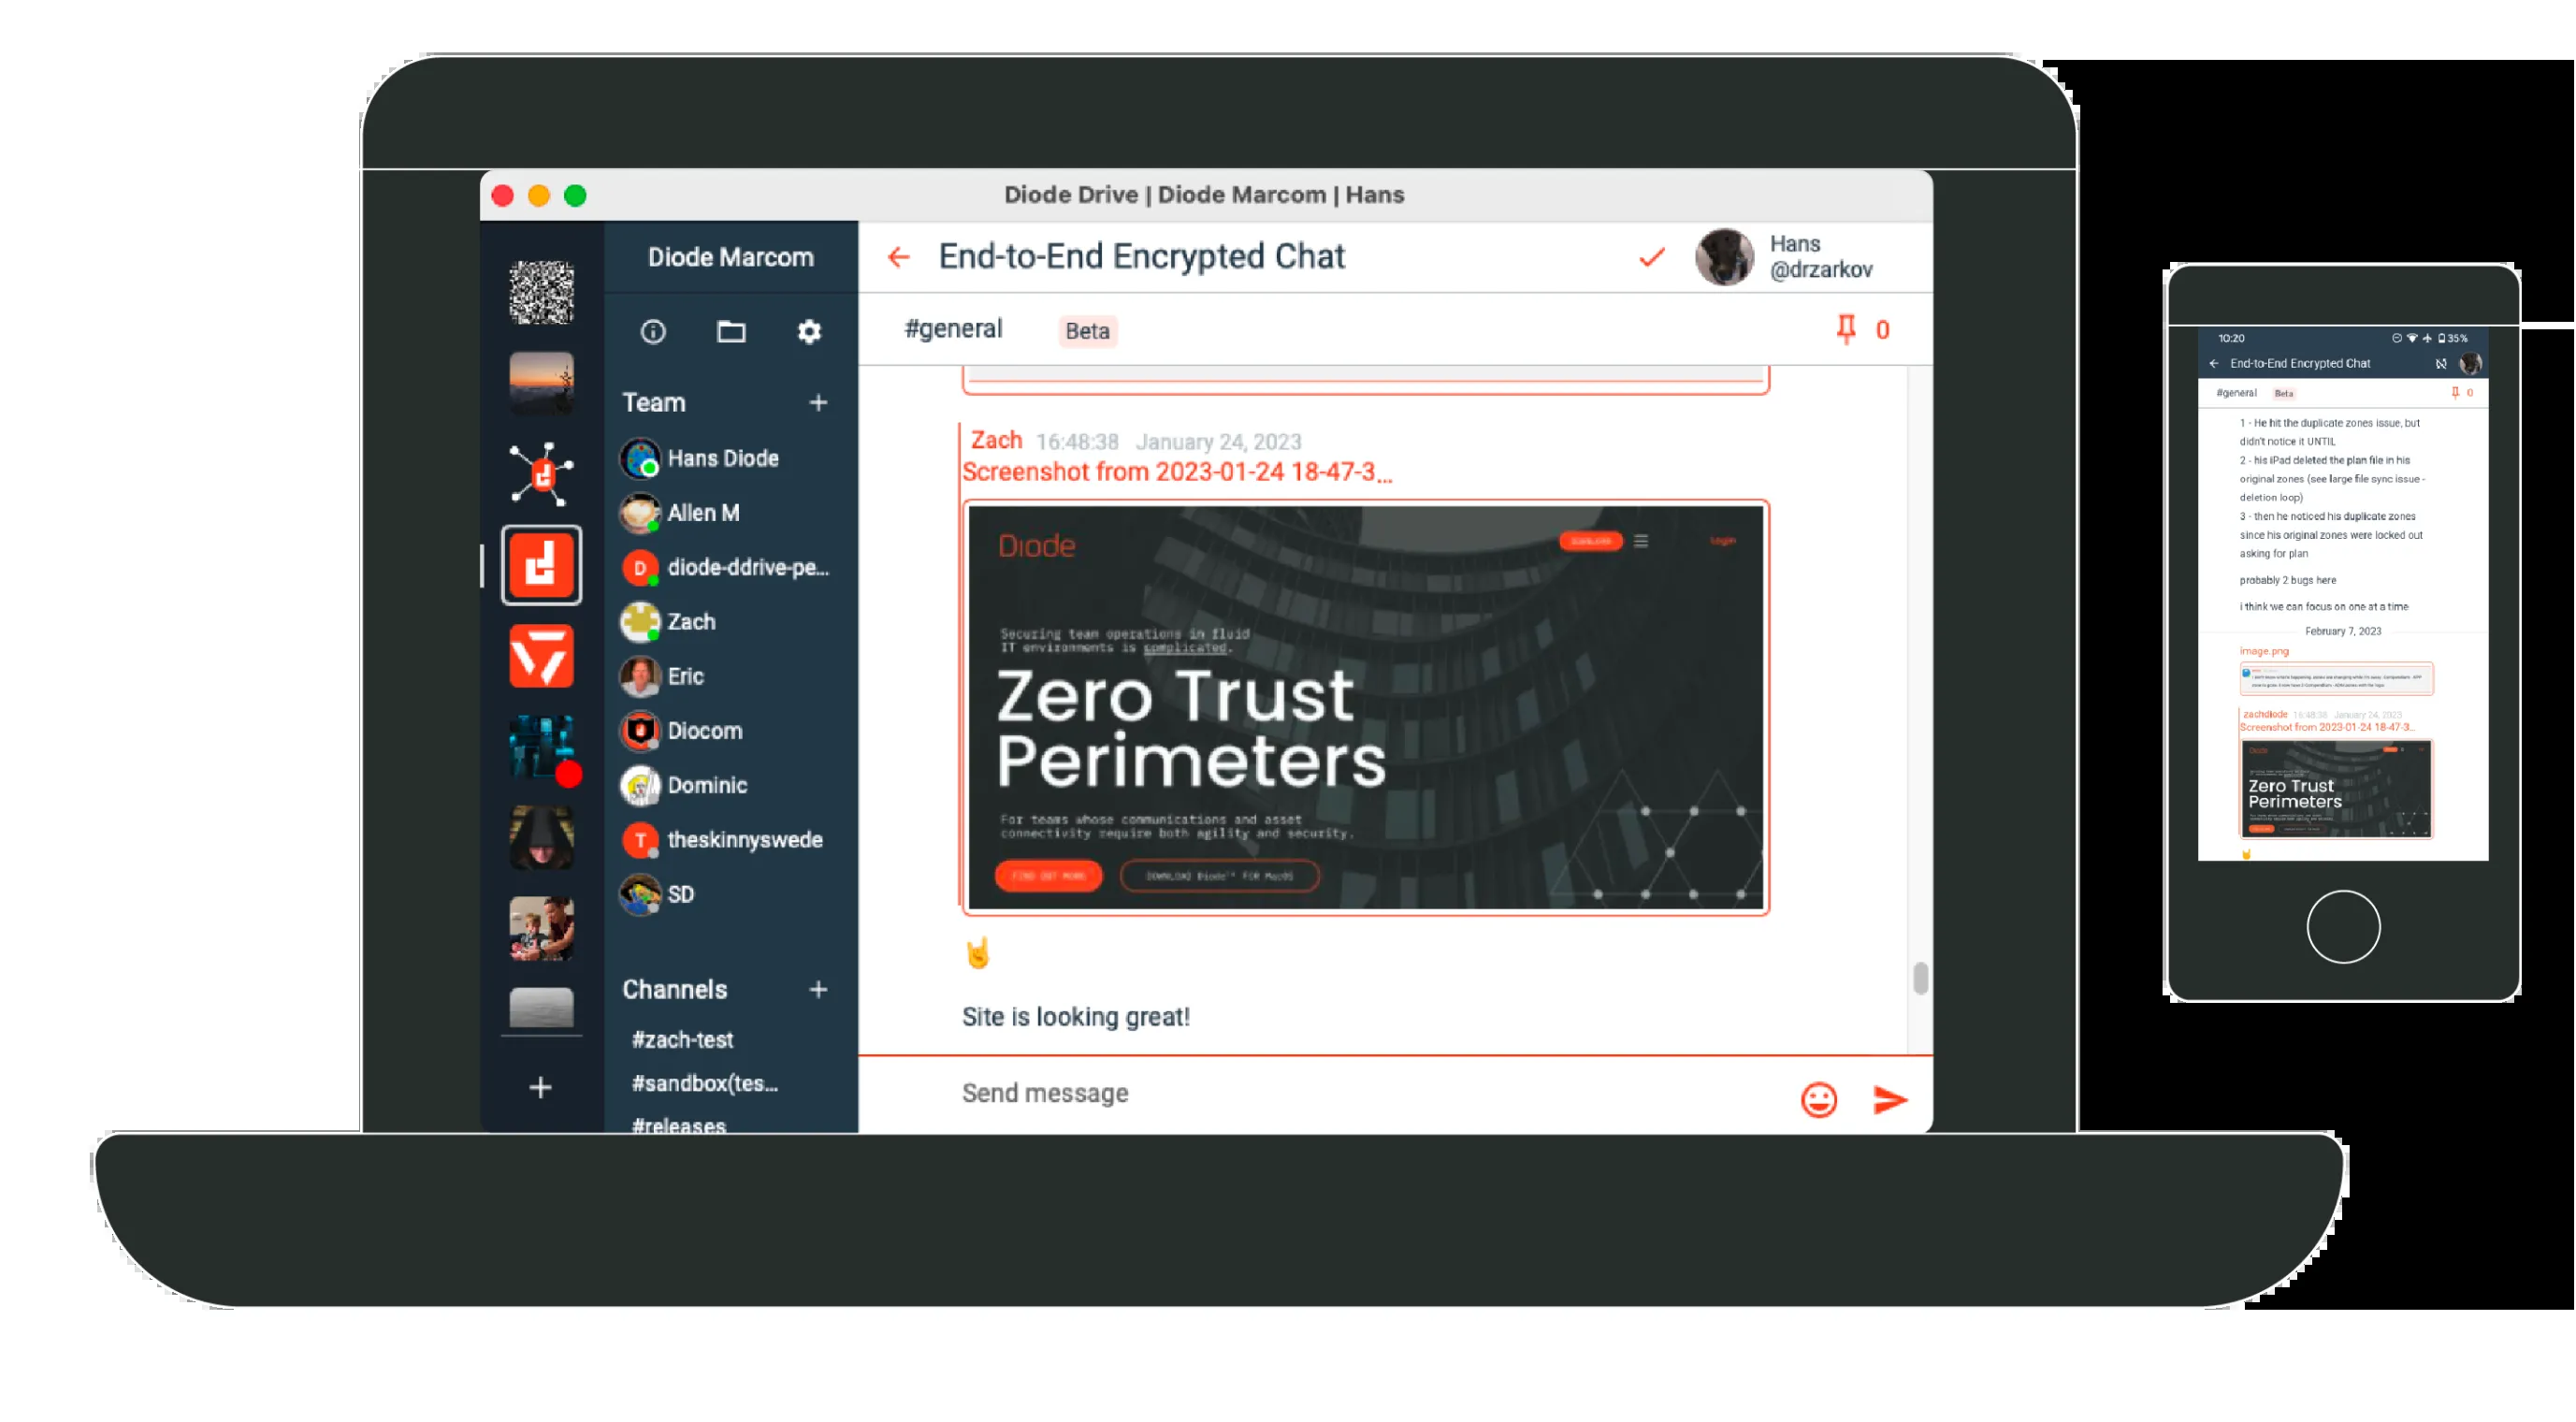 Diode Drive | Diode Marcom | Hans
Diode Marcom
End-to-End Encrypted Chat
Hans
@drzarkov
#general
Beta
0
Team
+
Hans Diode
Allen M
D
diode-ddrive-pe...
Zach
Eric
Diocom
Dominic
T
theskinnyswede
SD
Channels
+
#zach-test
#sandbox(tes...
#releases
+
Zach 16:48:38 January 24, 2023
Screenshot from 2023-01-24 18-47-3...
Diode
Login
Securing team operations in fluid
IT environments is complicated.
Zero Trust
Perimeters
For teams whose communications and asset
connectivity require both agility and security.
FIND OUT MORE
DOWNLOAD Diode™ FOR MacOS
Site is looking great!
Send message
10:20
35%
End-to-End Encrypted Chat
#general
Beta
0
1 - He hit the duplicate zones issue, but
didn't notice it UNTIL
2 - his iPad deleted the plan file in his
original zones (see large file sync issue -
deletion loop)
3 - then he noticed his duplicate zones
since his original zones were locked out
asking for plan
probably 2 bugs here
i think we can focus on one at a time
February 7, 2023
image.png
zachdiode 16:48:38 January 24, 2023
Screenshot from 2023-01-24 18-47-3...
Diode
Zero Trust
Perimeters